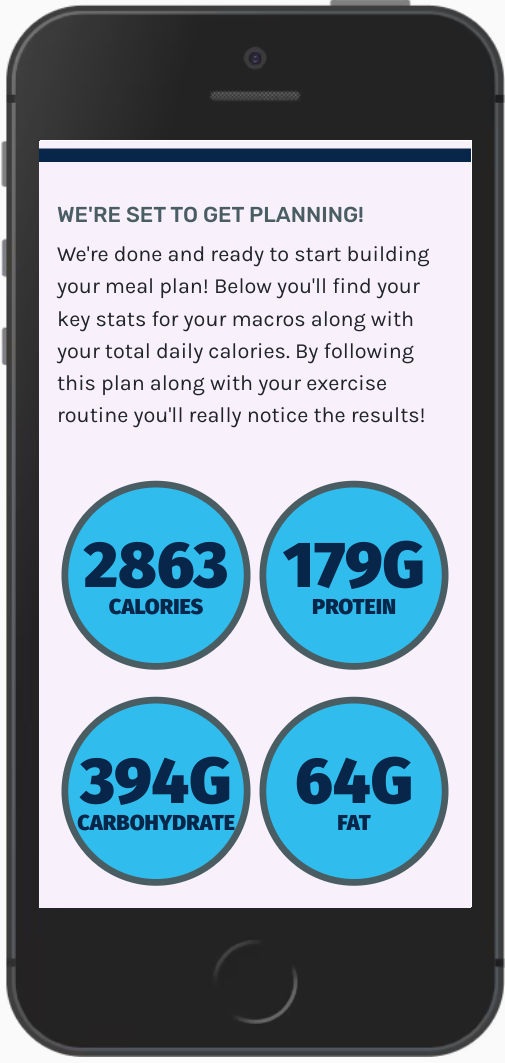 WE'RE SET TO GET PLANNING!
We're done and ready to start building
your meal plan! Below you'll find your
key stats for your macros along with
your total daily calories. By following
this plan along with your exercise
routine you'll really notice the results!
2863
CALORIES
179G
PROTEIN
394G
CARBOHYDRATE
64G
FAT